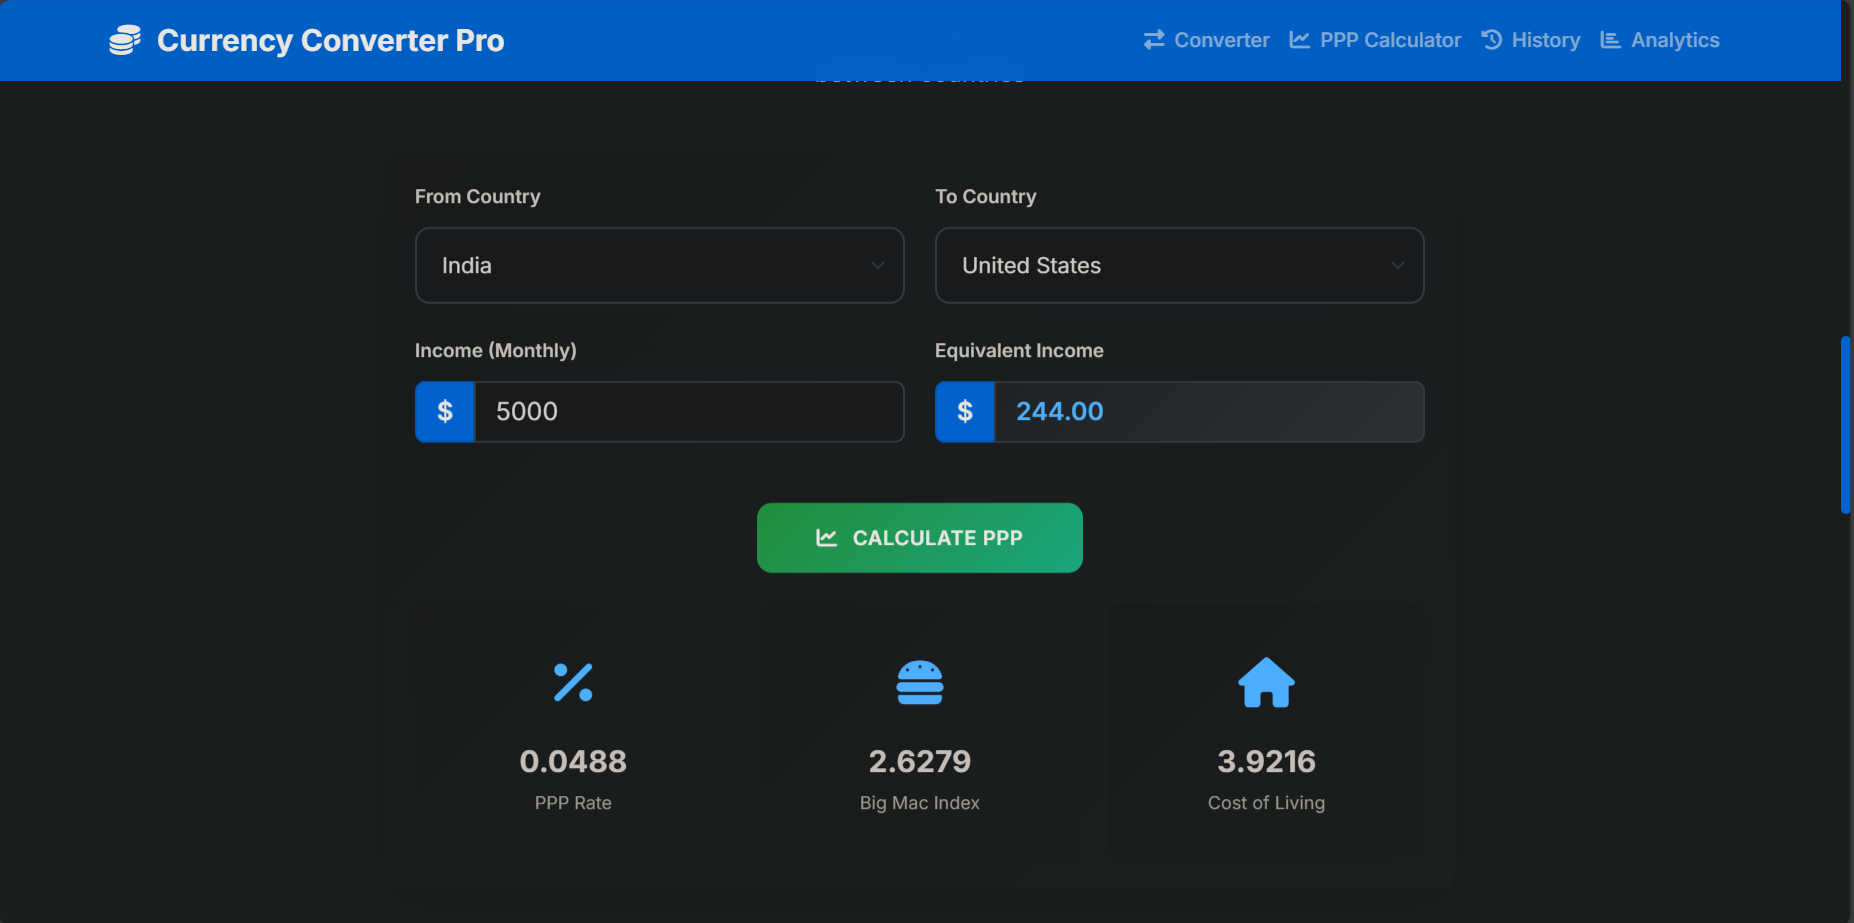 Currency Converter Pro
Converter PPP Calculator History Analytics
between countries
From Country
To Country
India
United States
Income (Monthly)
Equivalent Income
$ 5000
$ 244.00
CALCULATE PPP
0.0488
PPP Rate
2.6279
Big Mac Index
3.9216
Cost of Living